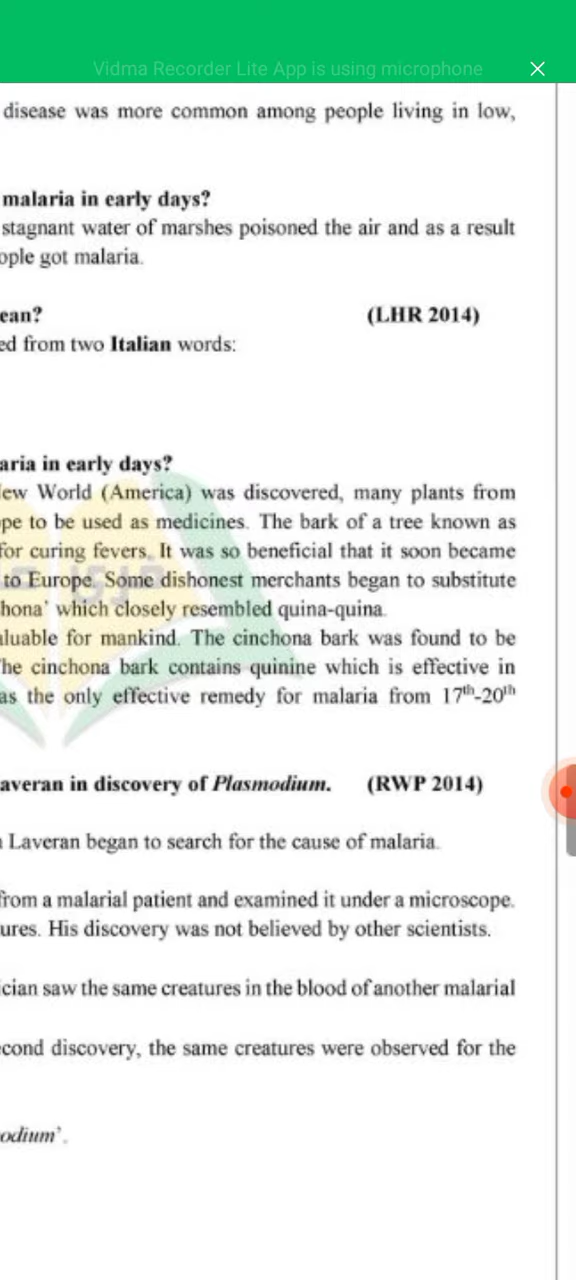 Vidma Recorder Lite App is using microphone
disease was more common among people living in low,
malaria in early days?
stagnant water of marshes poisoned the air and as a result
ople got malaria.
ean? (LHR 2014)
ed from two Italian words:
aria in early days?
ew World (America) was discovered, many plants from
pe to be used as medicines. The bark of a tree known as
for curing fevers. It was so beneficial that it soon became
to Europe. Some dishonest merchants began to substitute
hona’ which closely resembled quina-quina.
aluable for mankind. The cinchona bark was found to be
he cinchona bark contains quinine which is effective in
as the only effective remedy for malaria from 17th-20th
averan in discovery of Plasmodium. (RWP 2014)
Laveran began to search for the cause of malaria.
from a malarial patient and examined it under a microscope.
ures. His discovery was not believed by other scientists.
ician saw the same creatures in the blood of another malarial
cond discovery, the same creatures were observed for the
odium’.